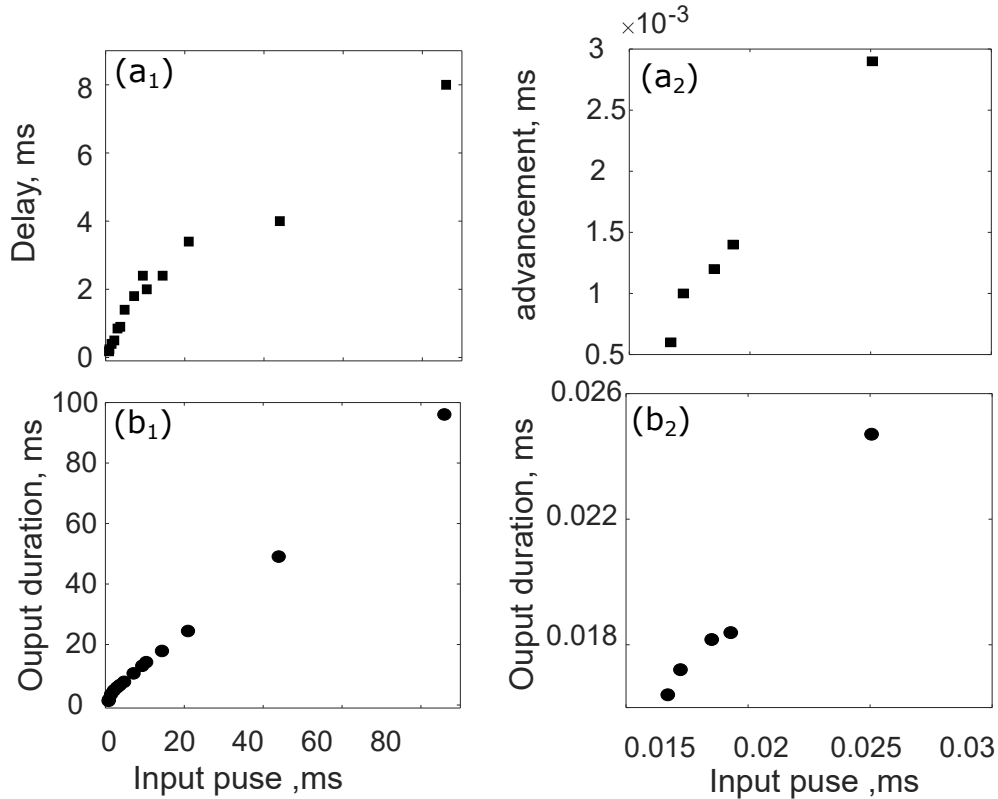 (a₁)
Delay, ms
8
6
4
2
0
×10⁻³
(a₂)
advancement, ms
3
2.5
2
1.5
1
0.5
(b₁)
Ouput duration, ms
100
80
60
40
20
0
0 20 40 60 80
Input puse ,ms
(b₂)
Ouput duration, ms
0.026
0.022
0.018
0.015 0.02 0.025 0.03
Input puse ,ms